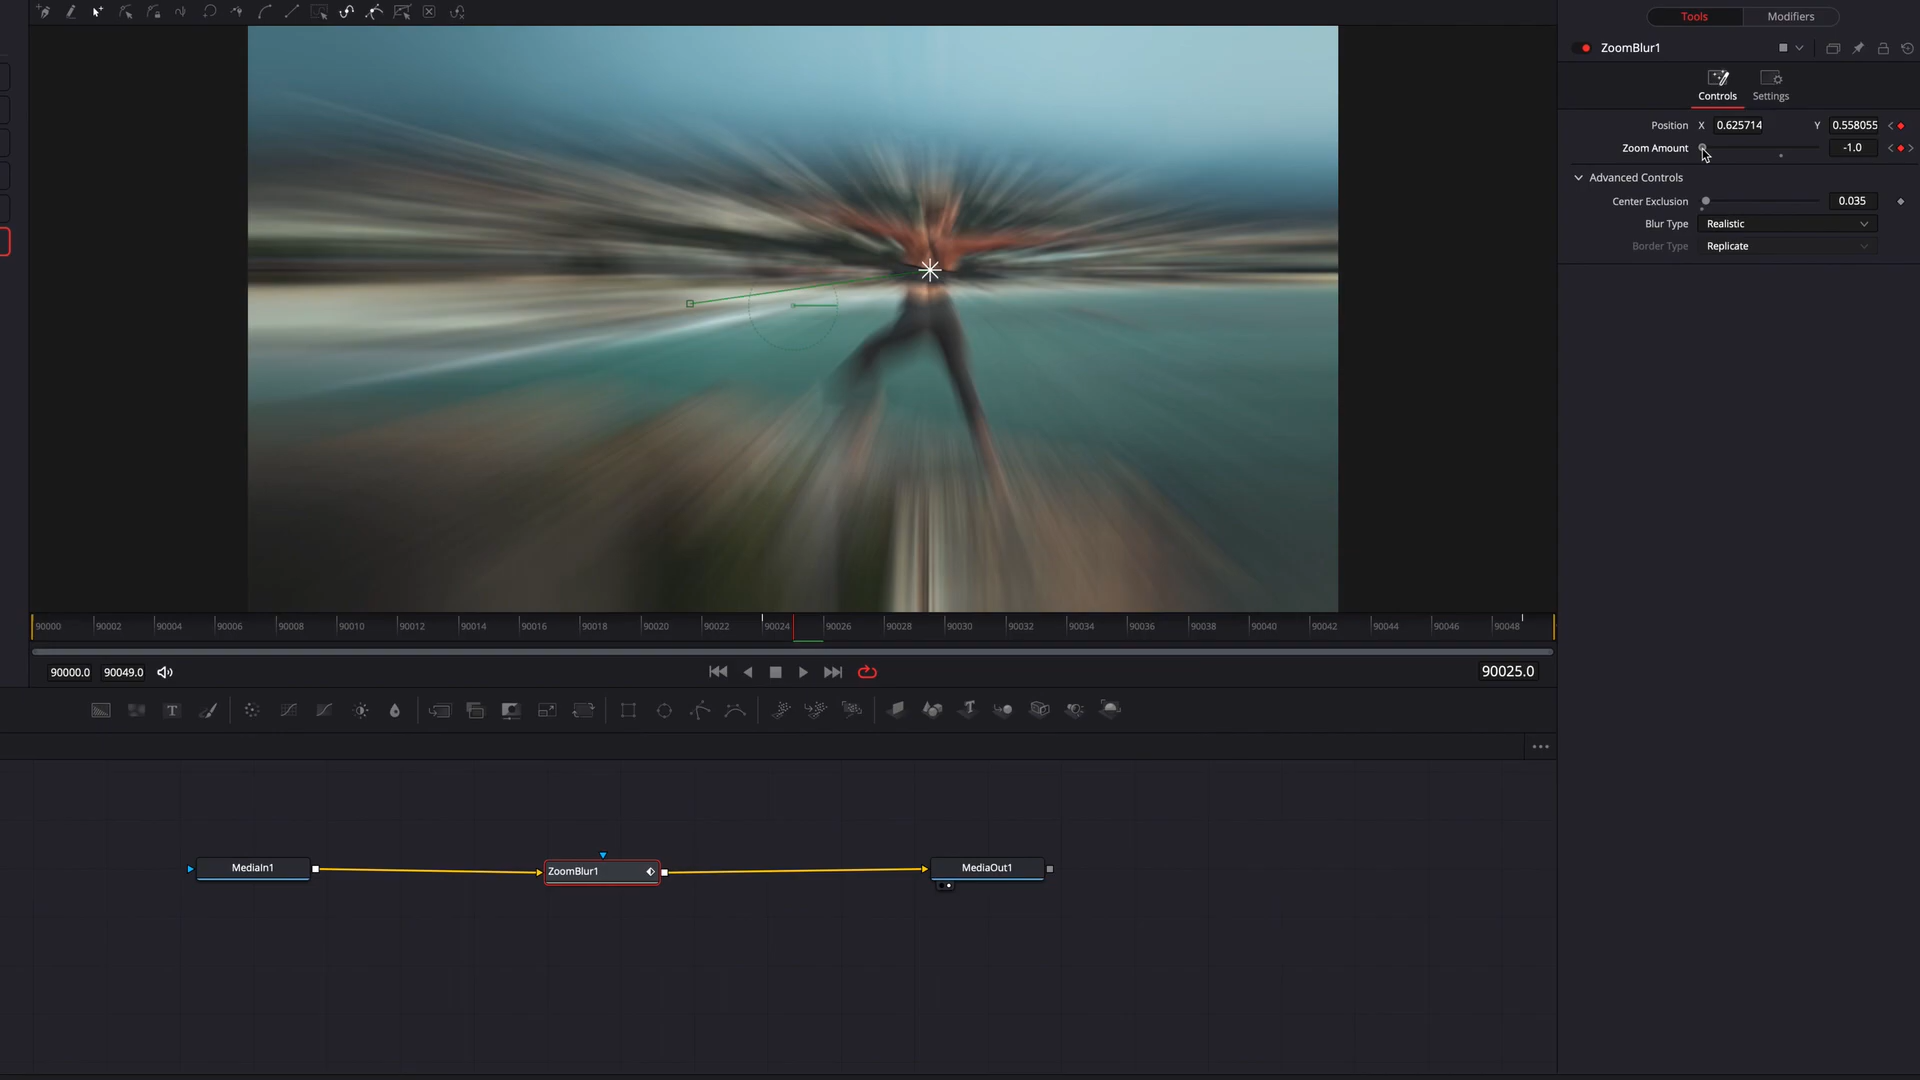 Tools Modifiers
ZoomBlur1
Controls Settings
Position X 0.625714 Y 0.558055
Zoom Amount -1.0
Advanced Controls
Center Exclusion 0.035
Blur Type Realistic
Border Type Replicate
90000 90002 90004 90006 90008 90010 90012 90014 90016 90018 90020 90022 90024 90026 90028 90030 90032 90034 90036 90038 90040 90042 90044 90046 90048
90000.0 90049.0 90025.0
T T
MediaIn1 ZoomBlur1 MediaOut1